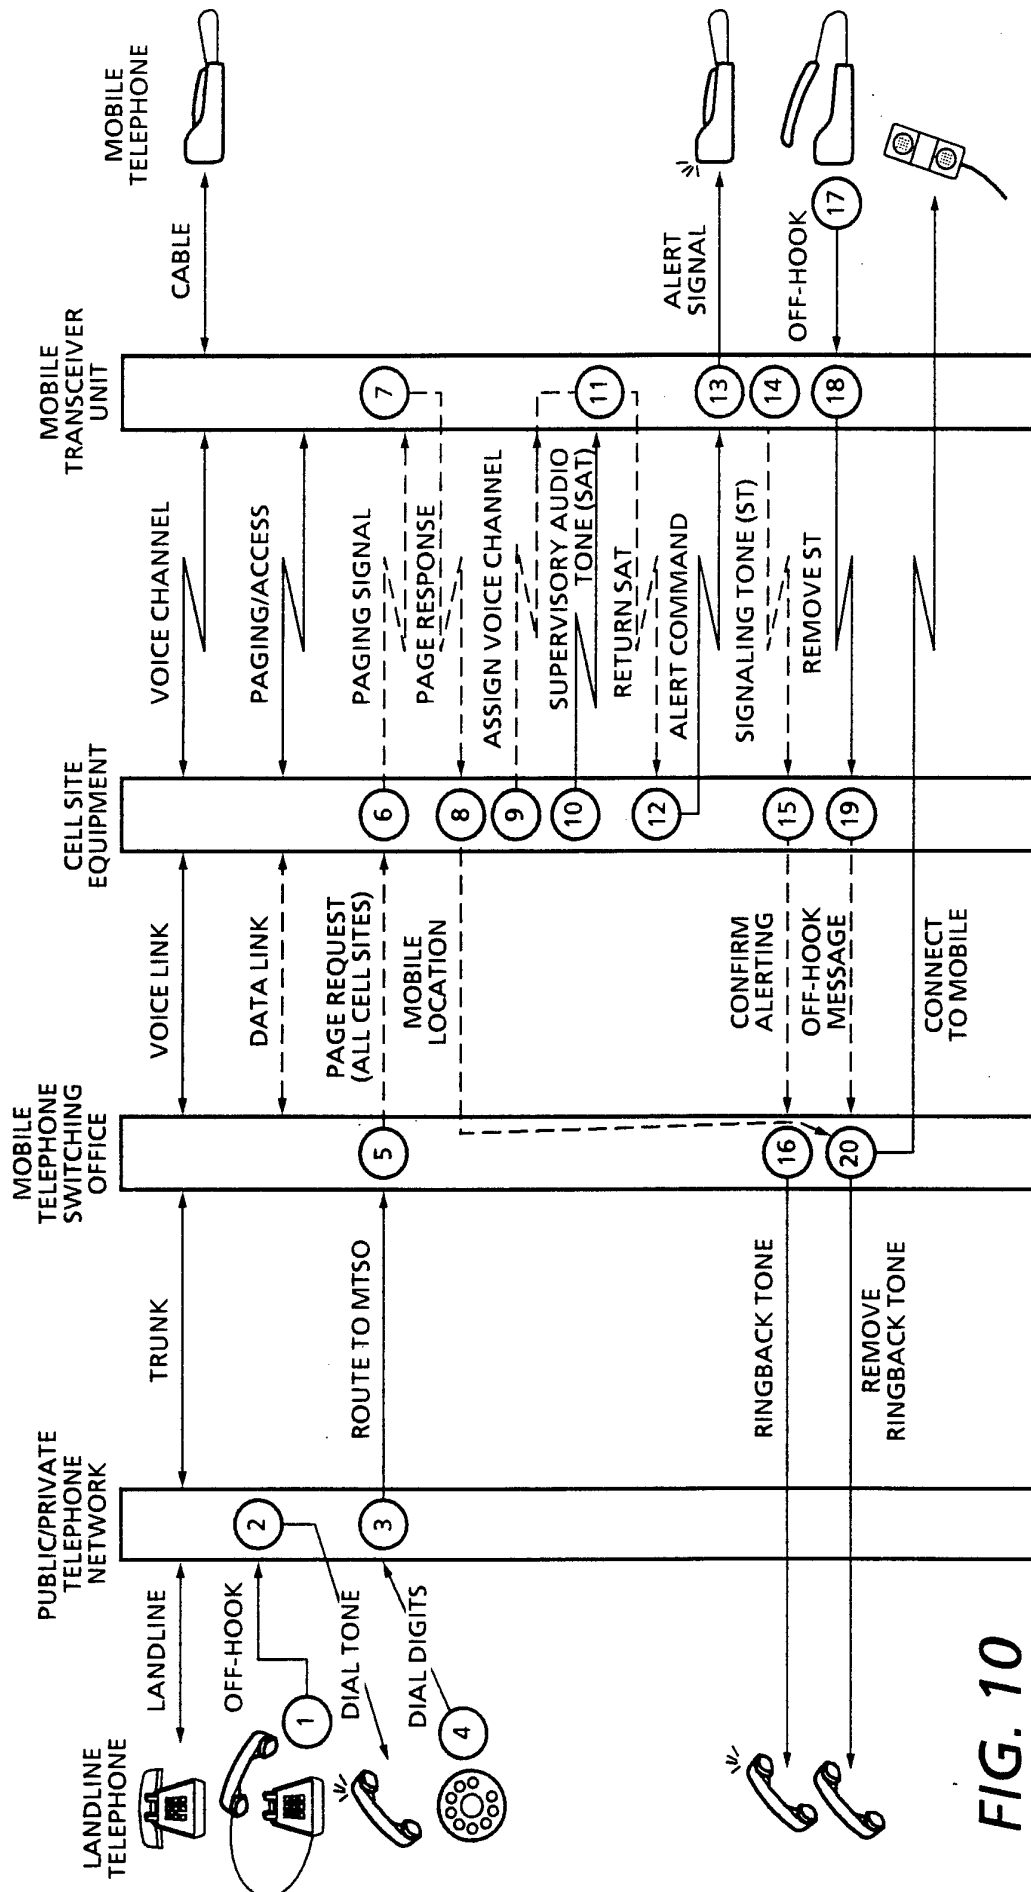 LANDLINE
TELEPHONE
PUBLIC/PRIVATE
TELEPHONE
NETWORK
MOBILE
TELEPHONE
SWITCHING
OFFICE
CELL SITE
EQUIPMENT
MOBILE
TRANSCEIVER
UNIT
MOBILE
TELEPHONE
LANDLINE
TRUNK
VOICE LINK
VOICE CHANNEL
CABLE
OFF-HOOK
1
2
DATA LINK
PAGING/ACCESS
DIAL TONE
DIAL DIGITS
4
3
ROUTE TO MTSO
5
PAGE REQUEST
(ALL CELL SITES)
6
PAGING SIGNAL
7
MOBILE
LOCATION
8
PAGE RESPONSE
9
ASSIGN VOICE CHANNEL
10
SUPERVISORY AUDIO
TONE (SAT)
11
RETURN SAT
12
ALERT COMMAND
13
ALERT
SIGNAL
14
SIGNALING TONE (ST)
15
CONFIRM
ALERTING
16
RINGBACK TONE
OFF-HOOK
17
18
REMOVE ST
19
OFF-HOOK
MESSAGE
20
REMOVE
RINGBACK TONE
CONNECT
TO MOBILE
FIG. 10